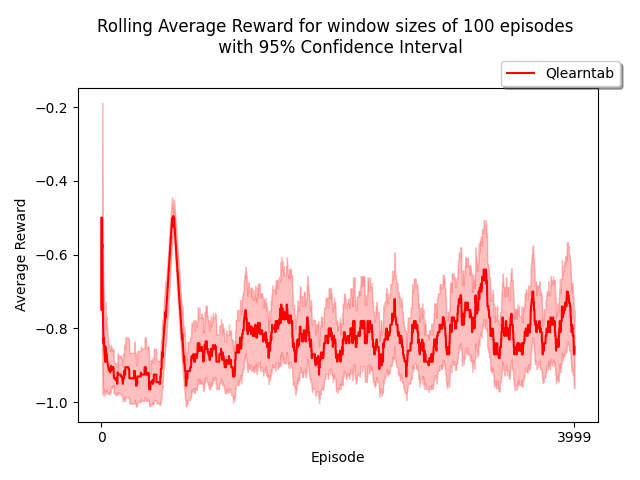 Rolling Average Reward for window sizes of 100 episodes
with 95% Confidence Interval
Qlearntab
−0.2
−0.4
−0.6
−0.8
−1.0
Average Reward
0
3999
Episode